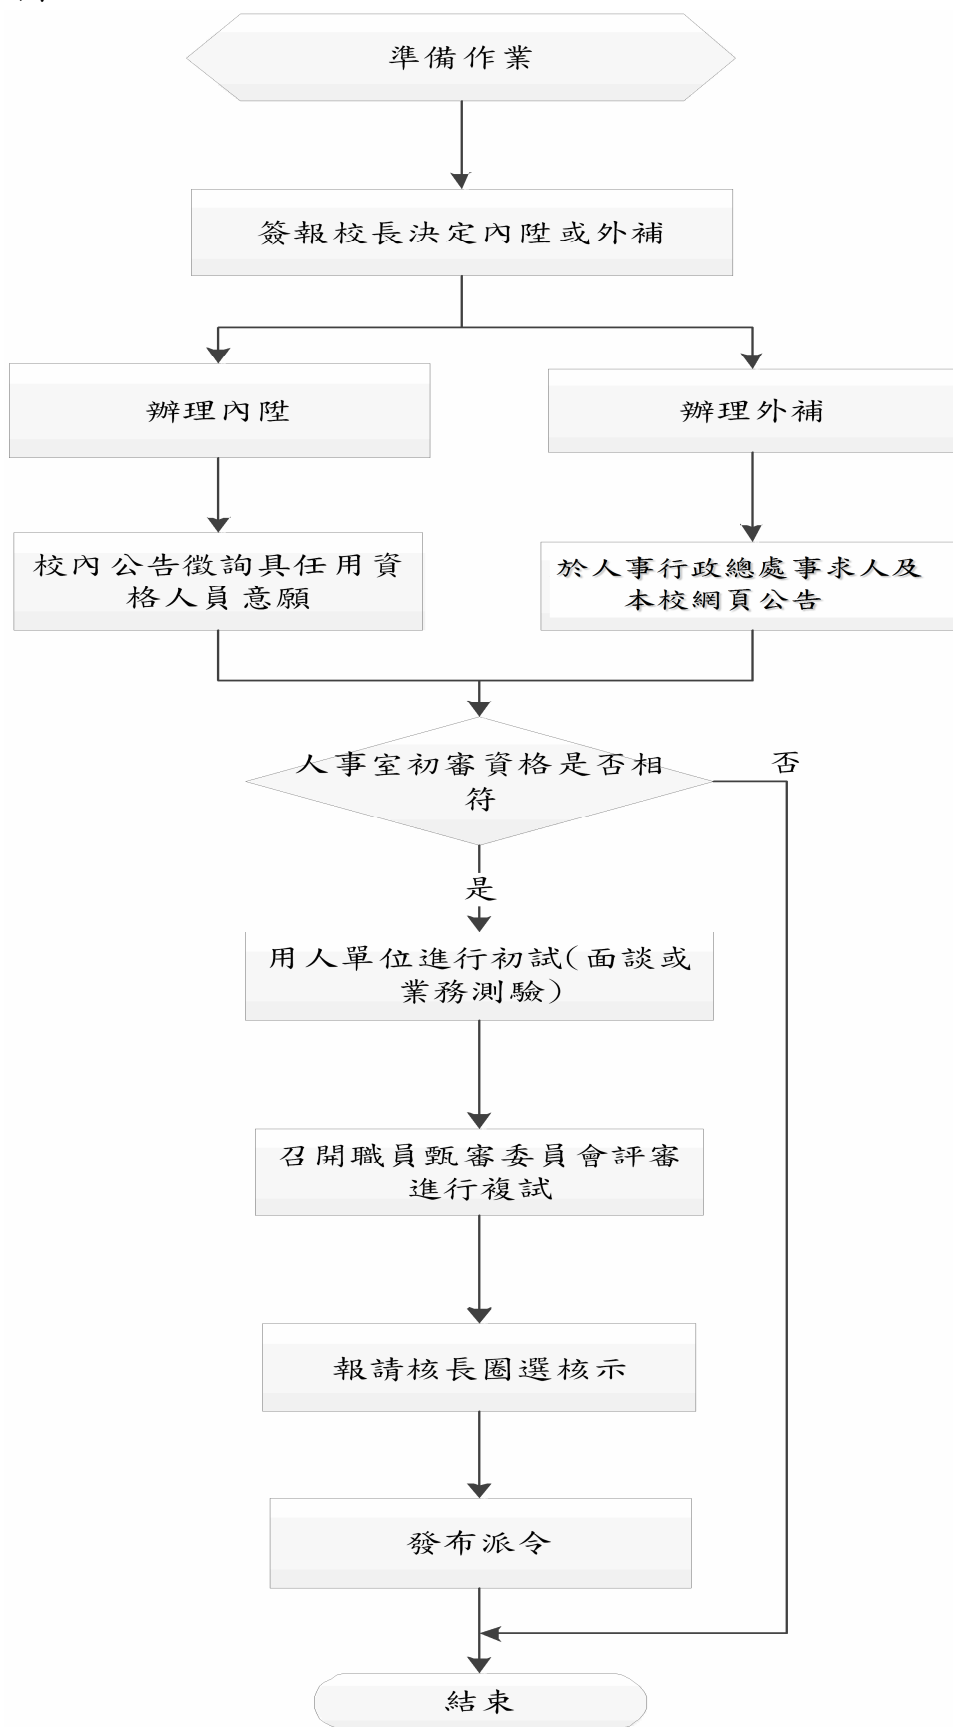 準備作業
簽報校長決定內陞或外補
辦理內陞
辦理外補
校內公告徵詢具任用資
格人員意願
於人事行政總處事求人及
本校網頁公告
人事室初審資格是否相
符
否
是
用人單位進行初試(面談或
業務測驗)
召開職員甄審委員會評審
進行複試
報請核長圈選核示
發布派令
結束